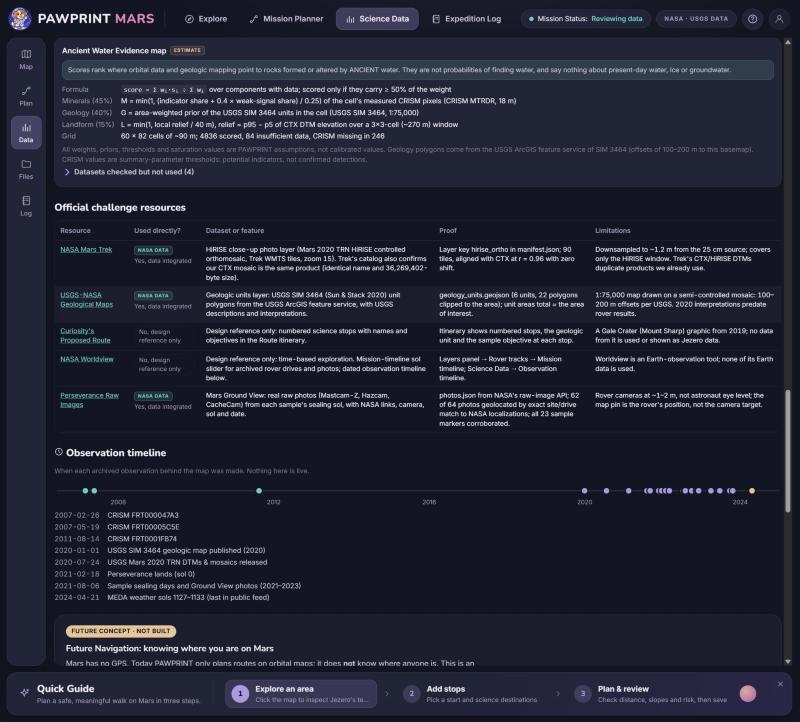 PAWPRINT MARS
Explore
Mission Planner
Science Data
Expedition Log
Mission Status: Reviewing data
NASA · USGS DATA
Map
Plan
Data
Files
Log
Ancient Water Evidence map ESTIMATE
Scores rank where orbital data and geologic mapping point to rocks formed or altered by ANCIENT water. They are not probabilities of finding water, and say nothing about present-day water, ice or groundwater.
Formula score = Σ wᵢ·sᵢ ÷ Σ wᵢ over components with data; scored only if they carry ≥ 50% of the weight
Minerals (45%) M = min(1, (indicator share + 0.4 × weak-signal share) / 0.25) of the cell's measured CRISM pixels (CRISM MTRDR, 18 m)
Geology (40%) G = area-weighted prior of the USGS SIM 3464 units in the cell (USGS SIM 3464, 1:75,000)
Landform (15%) L = min(1, local relief / 40 m), relief = p95 − p5 of CTX DTM elevation over a 3×3-cell (~270 m) window
Grid 60 × 82 cells of ~90 m; 4836 scored, 84 insufficient data, CRISM missing in 246
All weights, priors, thresholds and saturation values are PAWPRINT assumptions, not calibrated values. Geology polygons come from the USGS ArcGIS feature service of SIM 3464 (offsets of 100–200 m to this basemap).
CRISM values are summary-parameter thresholds: potential indicators, not confirmed detections.
Datasets checked but not used (4)
Official challenge resources
Resource Used directly? Dataset or feature Proof Limitations
NASA Mars Trek
NASA DATA
Yes, data integrated
HiRISE close-up photo layer (Mars 2020 TRN HiRISE controlled
orthomosaic, Trek WMTS tiles, zoom 15). Trek's catalog also confirms
our CTX mosaic is the same product (identical name and 36,269,402-
byte size).
Layer key hirise_ortho in manifest.json; 90
tiles, aligned with CTX at r = 0.96 with zero
shift.
Downsampled to ~1.2 m from the 25 cm source; covers
only the HiRISE window. Trek's CTX/HiRISE DTMs
duplicate products we already use.
USGS-NASA
Geological Maps
NASA DATA
Yes, data integrated
Geologic units layer: USGS SIM 3464 (Sun & Stack 2020) unit
polygons from the USGS ArcGIS feature service, with USGS
descriptions and interpretations.
geology_units.geojson (6 units, 22 polygons
clipped to the area); unit areas total = the area
of interest.
1:75,000 map drawn on a semi-controlled mosaic: 100–
200 m offsets per USGS. 2020 interpretations predate
rover results.
Curiosity's
Proposed Route
No, design
reference only
Design reference only: numbered science stops with names and
objectives in the Route itinerary.
Itinerary shows numbered stops, the geologic
unit and the sample objective at each stop.
A Gale Crater (Mount Sharp) graphic from 2019; no data
from it is used or shown as Jezero data.
NASA Worldview
No, design
reference only
Design reference only: time-based exploration. Mission-timeline sol
slider for archived rover drives and photos; dated observation timeline
below.
Layers panel → Rover tracks → Mission
timeline; Science Data → Observation
timeline.
Worldview is an Earth-observation tool; none of its Earth
data is used.
Perseverance Raw
Images
NASA DATA
Yes, data integrated
Mars Ground View: real raw photos (Mastcam-Z, Hazcam,
CacheCam) from each sample's sealing sol, with NASA links, camera,
sol and date.
photos.json from NASA's raw-image API; 62
of 64 photos geolocated by exact site/drive
match to NASA localizations; all 23 sample
markers corroborated.
Rover cameras at ~1–2 m, not astronaut eye level; the
map pin is the rover's position, not the camera target.
Observation timeline
When each archived observation behind the map was made. Nothing here is live.
2008 2012 2016 2020 2024
2007-02-26 CRISM FRT000047A3
2007-05-19 CRISM FRT00005C5E
2011-08-14 CRISM FRT0001FB74
2020-01-01 USGS SIM 3464 geologic map published (2020)
2020-07-24 USGS Mars 2020 TRN DTMs & mosaics released
2021-02-18 Perseverance lands (sol 0)
2021-08-06 Sample sealing days and Ground View photos (2021–2023)
2024-04-21 MEDA weather sols 1127–1133 (last in public feed)
FUTURE CONCEPT · NOT BUILT
Future Navigation: knowing where you are on Mars
Mars has no GPS. Today PAWPRINT only plans routes on orbital maps: it does not know where anyone is. This is an
Quick Guide
Plan a safe, meaningful walk on Mars in three steps.
1 Explore an area
Click the map to inspect Jezero's te...
2 Add stops
Pick a start and science destinations
3 Plan & review
Check distance, slopes and risk, then save